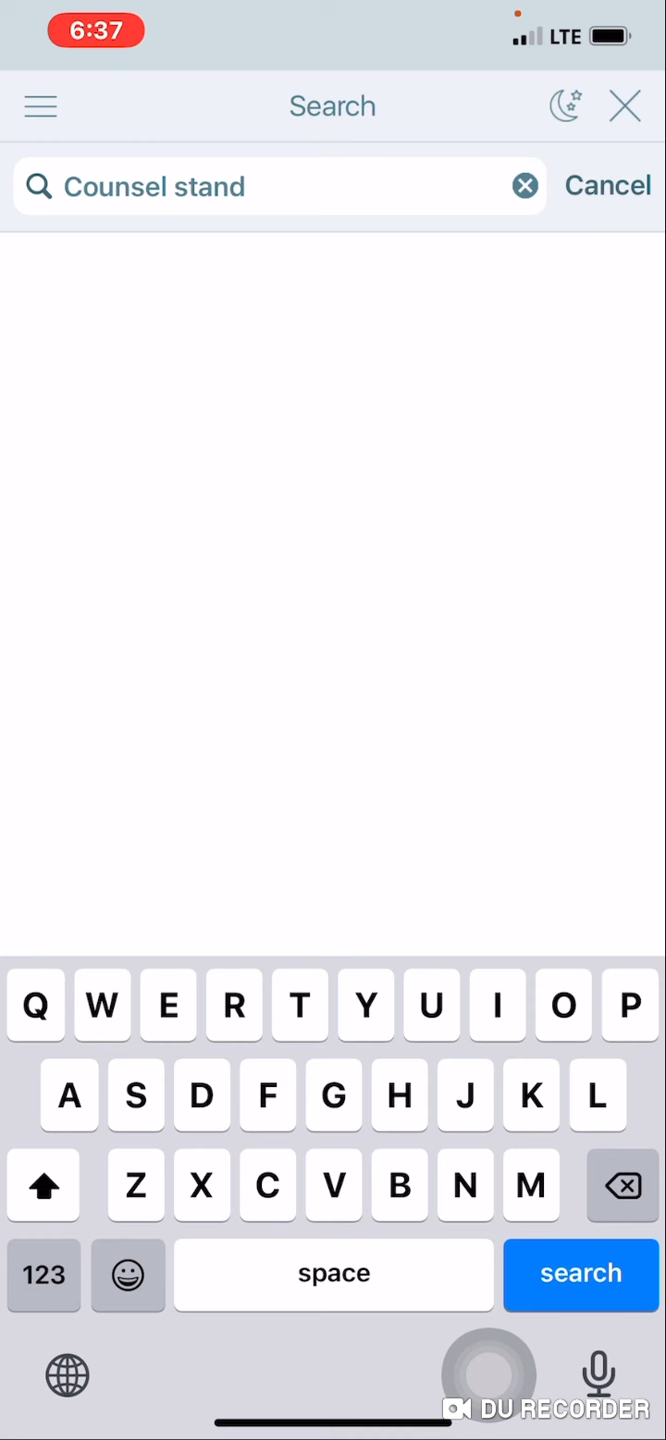 6:37 LTE
Search
Counsel stand Cancel
Q W E R T Y U I O P
A S D F G H J K L
Z X C V B N M
123 space search
DU RECORDER